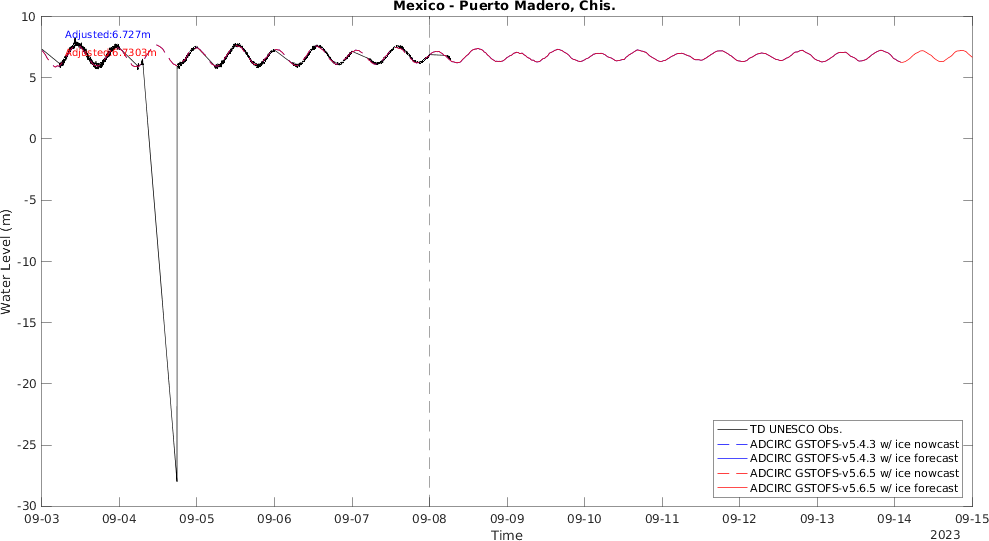 Mexico - Puerto Madero, Chis.
Adjusted:6.727m
Adjusted:6.7303m
10
5
0
-5
-10
-15
-20
-25
-30
Water Level (m)
09-03 09-04 09-05 09-06 09-07 09-08 09-09 09-10 09-11 09-12 09-13 09-14 09-15
Time
2023
TD UNESCO Obs.
ADCIRC GSTOFS-v5.4.3 w/ ice nowcast
ADCIRC GSTOFS-v5.4.3 w/ ice forecast
ADCIRC GSTOFS-v5.6.5 w/ ice nowcast
ADCIRC GSTOFS-v5.6.5 w/ ice forecast